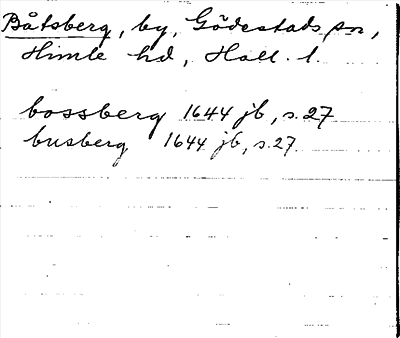 Båtsberg, by, Gödestads sn,
Himle hd, Hall. l.
bossberg 1644 jb, s. 27
busberg 1644 jb, s. 27